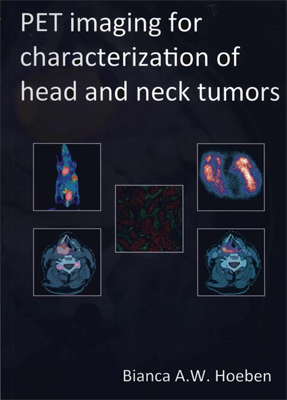 PET imaging for
characterization of
head and neck tumors
Bianca A.W. Hoeben